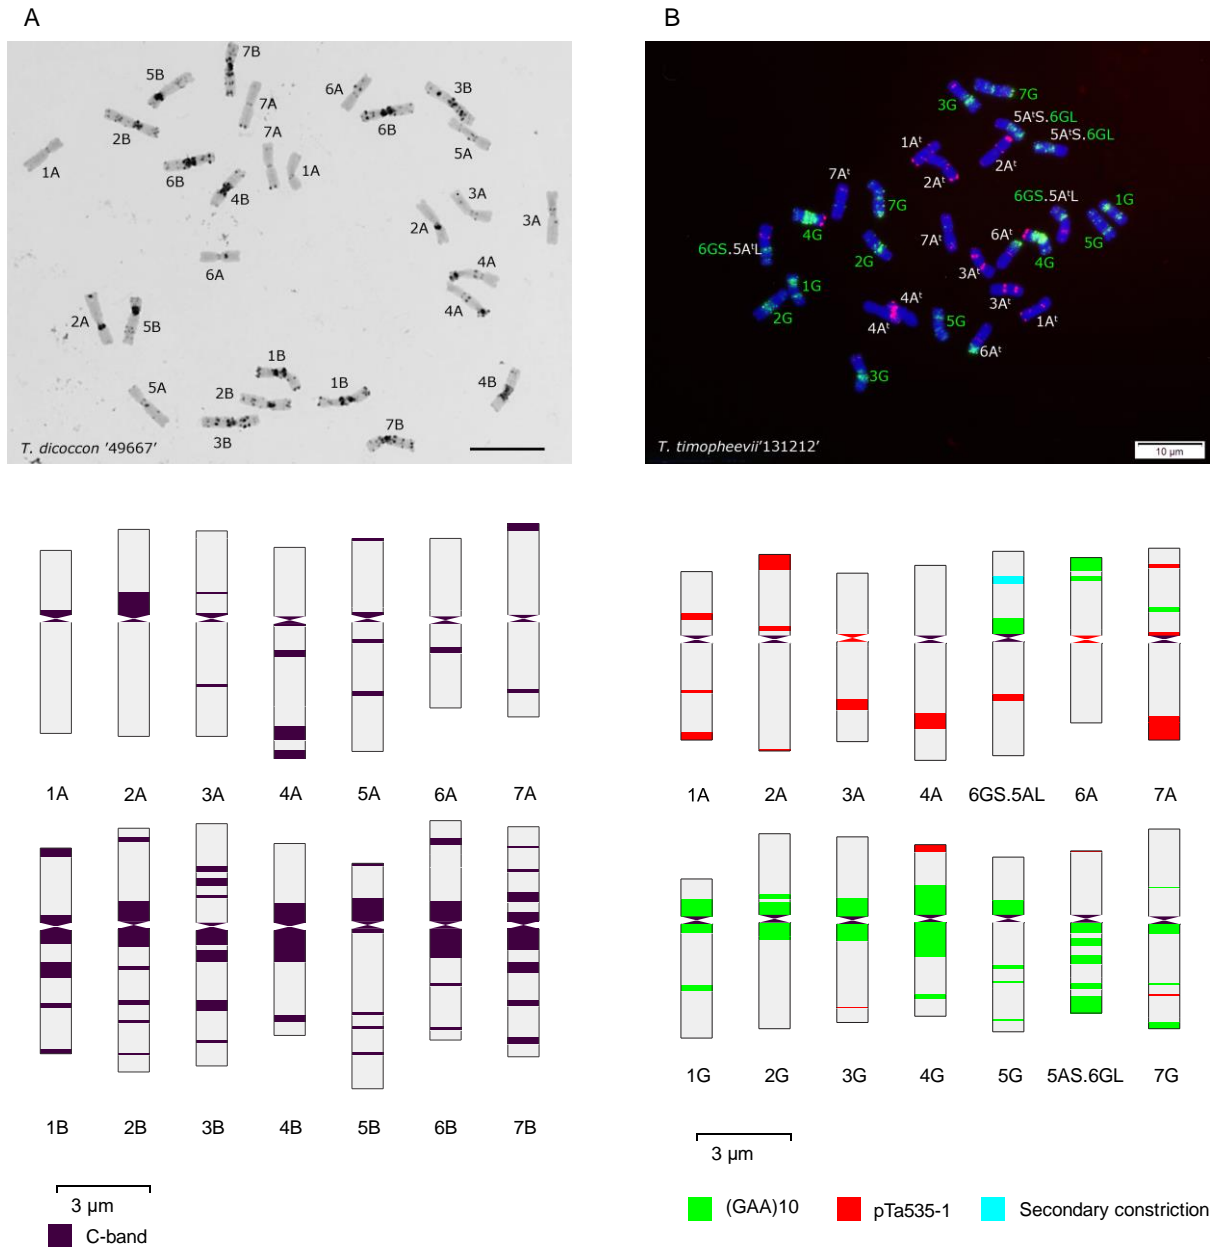 A
7B
5B
6A
3B
7A
2B
6B
5A
7A
1A
1A
6B
4B
3A
3A
2A
6A
4A
4A
2A
5B
1B
5A
2B
1B
4B
3B
7B
T. dicoccon '49667'
1A 2A 3A 4A 5A 6A 7A
1B 2B 3B 4B 5B 6B 7B
3 µm
C-band
B
7G
3G
5AᵗS.6GL
5AᵗS.6GL
1Aᵗ
2Aᵗ
2Aᵗ
7Aᵗ
6GS.5AᵗL
1G
7G
4G
7Aᵗ
6Aᵗ
5G
6GS.5AᵗL
2G
4G
3Aᵗ
1G
3Aᵗ
2G
4Aᵗ
4Aᵗ
5G
1Aᵗ
6Aᵗ
3G
T. timopheevii'131212'
10 µm
1A 2A 3A 4A 6GS.5AL 6A 7A
1G 2G 3G 4G 5G 5AS.6GL 7G
3 µm
(GAA)10 pTa535-1 Secondary constriction